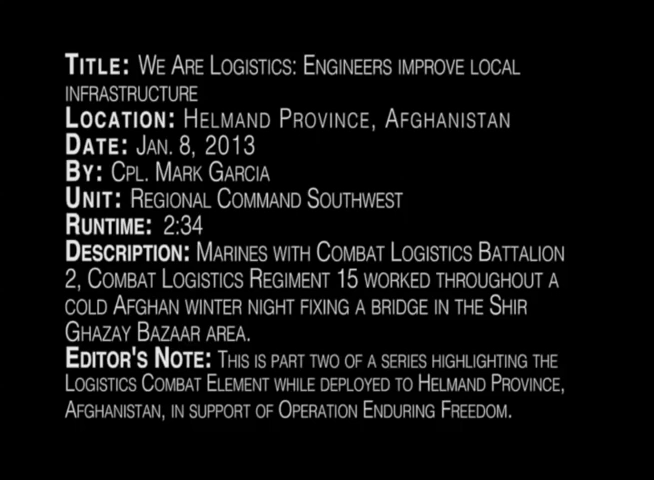 Title: We Are Logistics: Engineers improve local
infrastructure
Location: Helmand Province, Afghanistan
Date: Jan. 8, 2013
By: Cpl. Mark Garcia
Unit: Regional Command Southwest
Runtime: 2:34
Description: Marines with Combat Logistics Battalion
2, Combat Logistics Regiment 15 worked throughout a
cold Afghan winter night fixing a bridge in the Shir
Ghazay Bazaar area.
Editor's Note: This is part two of a series highlighting the
Logistics Combat Element while deployed to Helmand Province,
Afghanistan, in support of Operation Enduring Freedom.